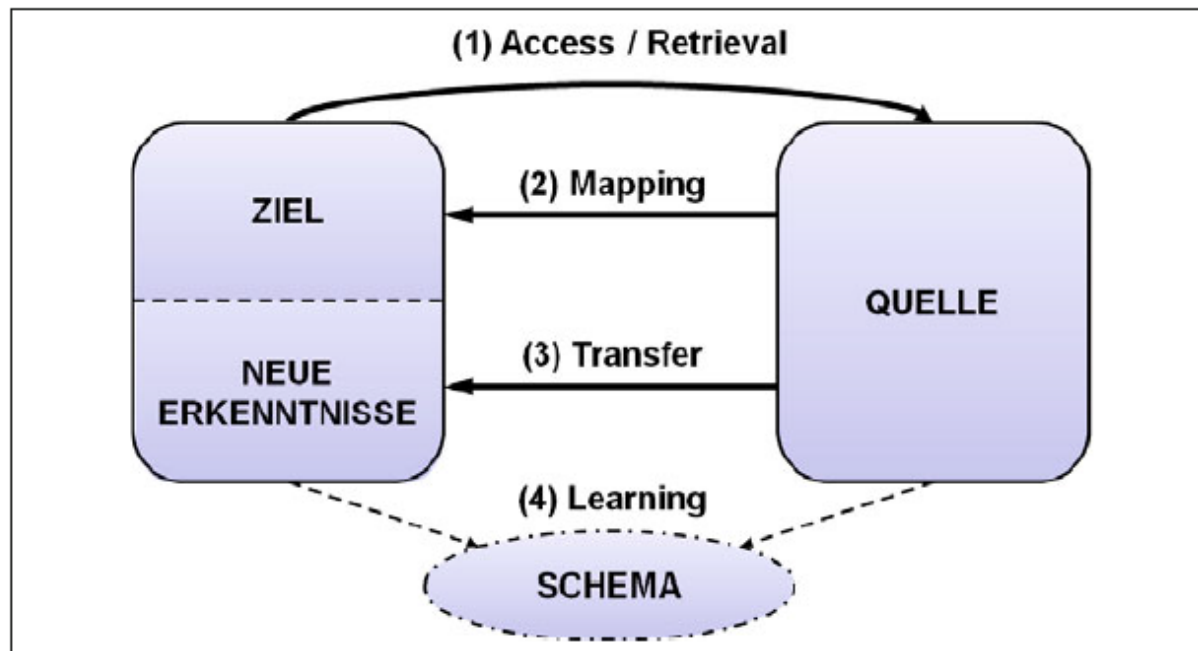 (1) Access / Retrieval
ZIEL
(2) Mapping
QUELLE
(3) Transfer
NEUE
ERKENNTNISSE
(4) Learning
SCHEMA